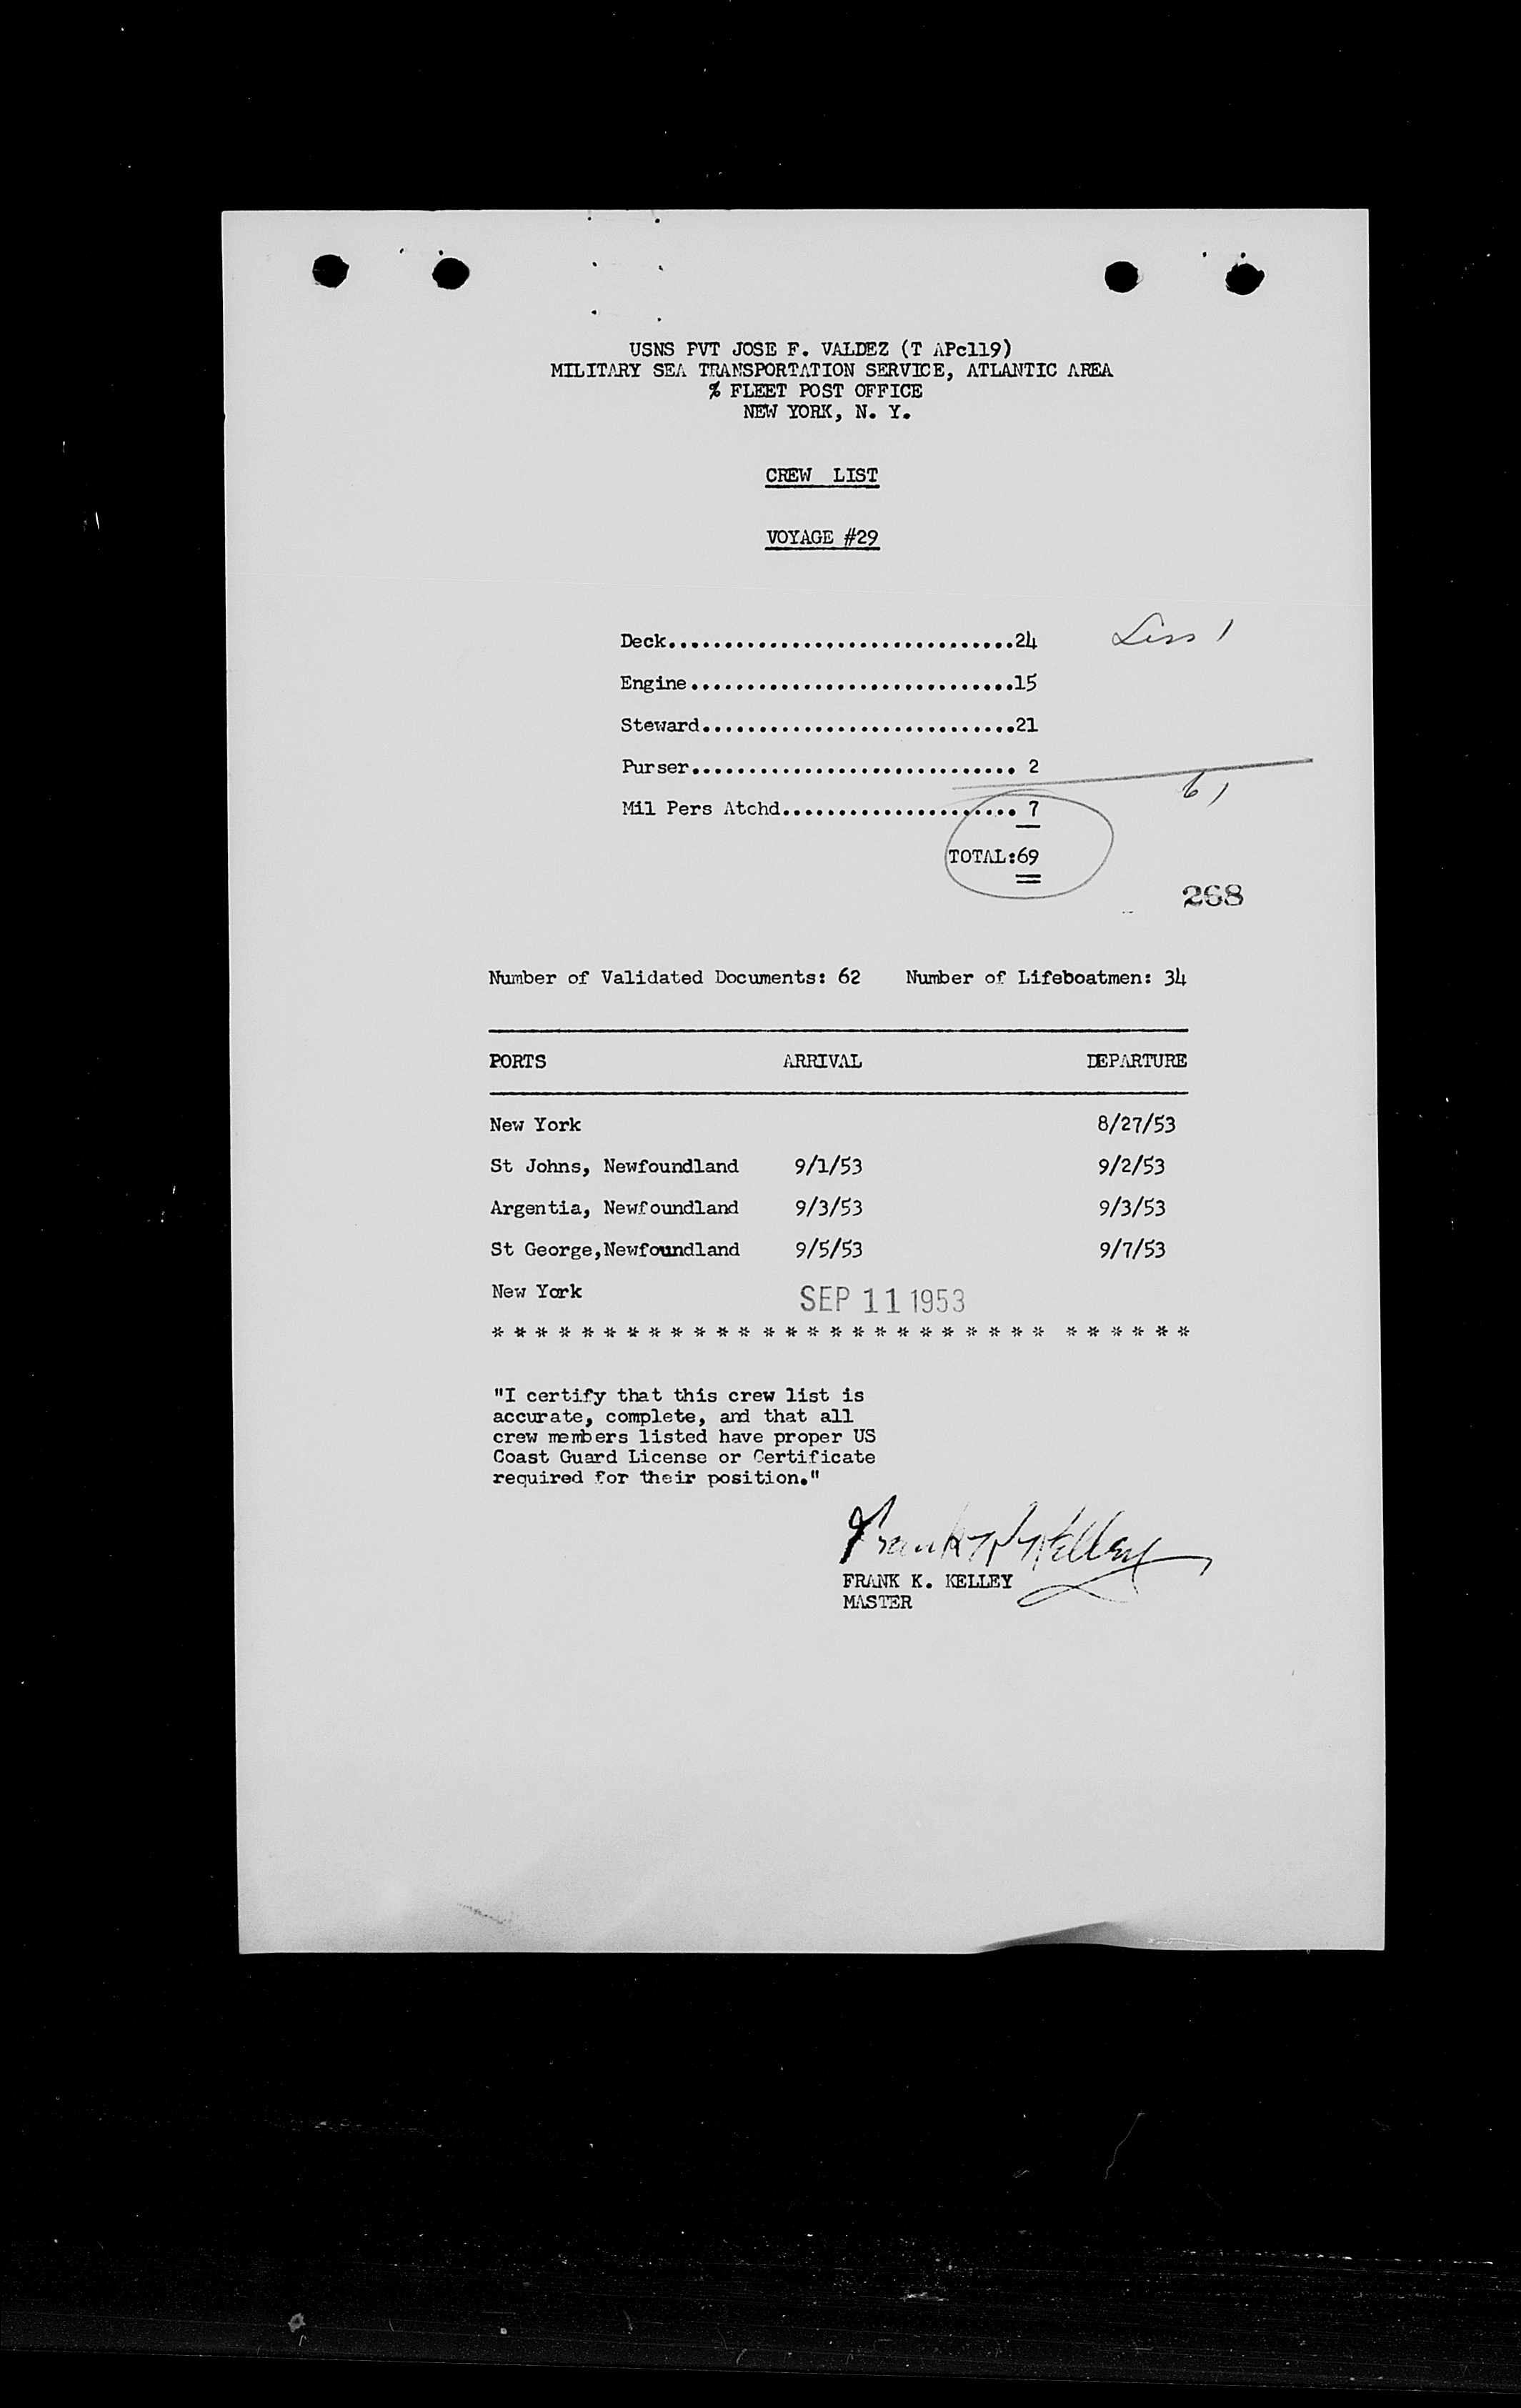 USNS PVT JOSE F. VALDEZ (T APc119)
MILITARY SEA TRANSPORTATION SERVICE, ATLANTIC AREA
% FLEET POST OFFICE
NEW YORK, N. Y.
CREW LIST
VOYAGE #29
Deck...............................24 Less 1
Engine.............................15
Steward............................21
Purser............................. 2
61
Mil Pers Atchd..................... 7
TOTAL:69
268
Number of Validated Documents: 62 Number of Lifeboatmen: 34
PORTS ARRIVAL DEPARTURE
New York 8/27/53
St Johns, Newfoundland 9/1/53 9/2/53
Argentia, Newfoundland 9/3/53 9/3/53
St George,Newfoundland 9/5/53 9/7/53
New York SEP 11 1953
* * * * * * * * * * * * * * * * * * * * * * * * * * * * * * *
"I certify that this crew list is
accurate, complete, and that all
crew members listed have proper US
Coast Guard License or Certificate
required for their position."
Frank K Kelley
FRANK K. KELLEY
MASTER